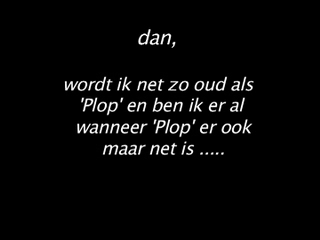 dan,
wordt ik net zo oud als
'Plop' en ben ik er al
wanneer 'Plop' er ook
maar net is .....